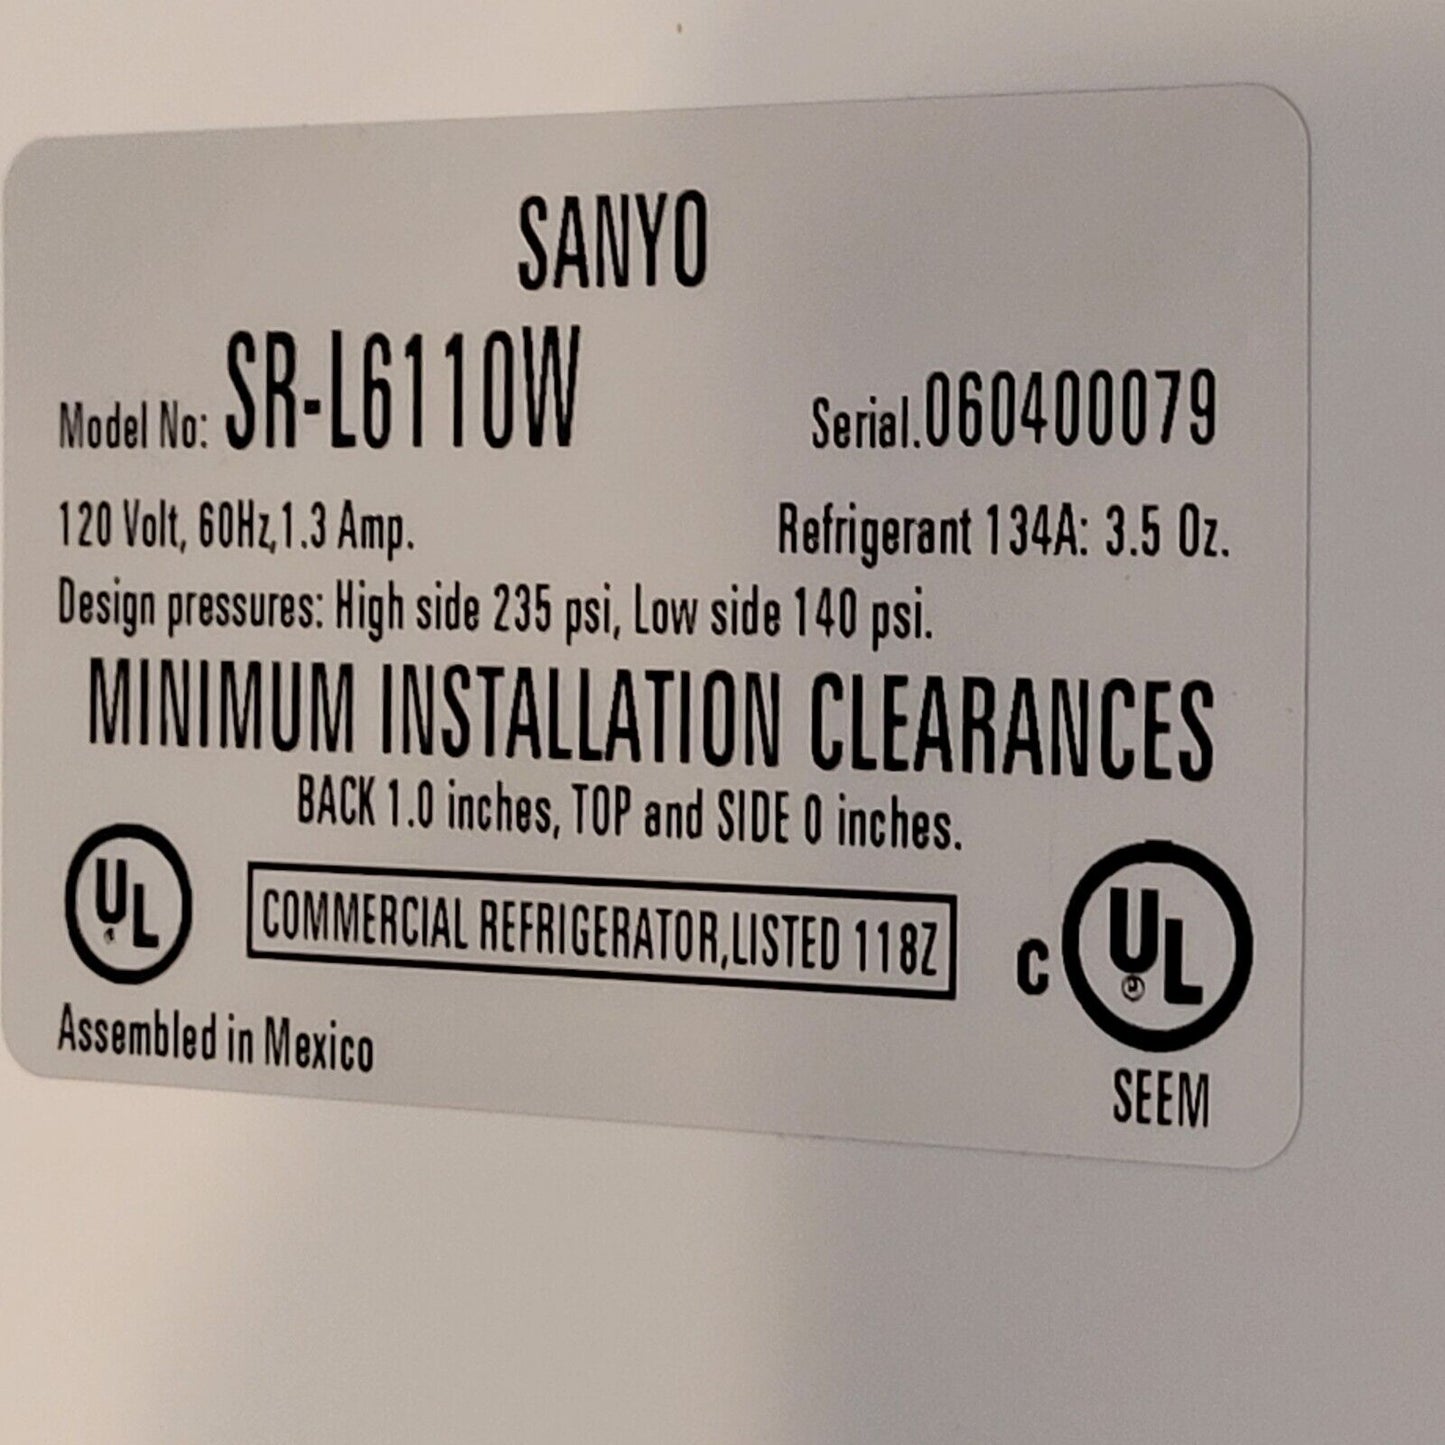 SANYO
Model No: SR-L6110W Serial.060400079
120 Volt, 60Hz,1.3 Amp. Refrigerant 134A: 3.5 Oz.
Design pressures: High side 235 psi, Low side 140 psi.
MINIMUM INSTALLATION CLEARANCES
BACK 1.0 inches, TOP and SIDE 0 inches.
UL COMMERCIAL REFRIGERATOR,LISTED 118Z C UL ®
Assembled in Mexico
SEEM